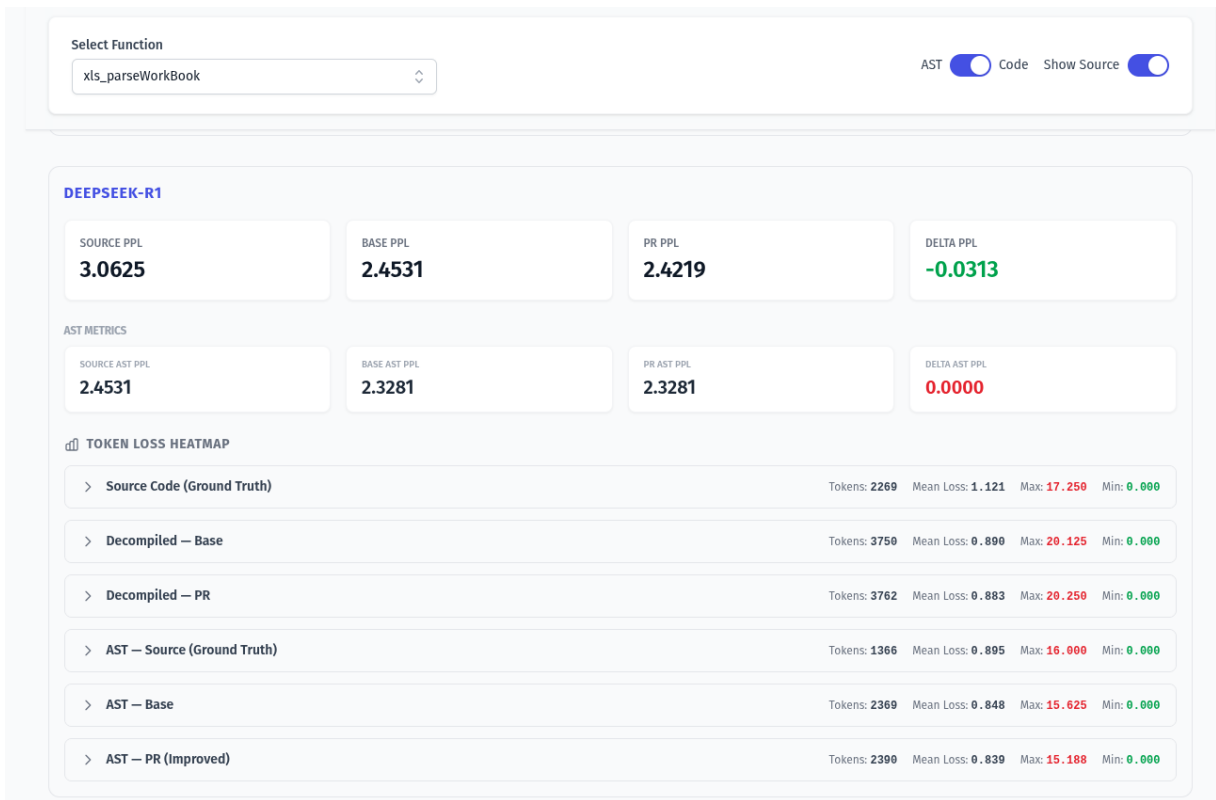 Select Function
xls_parseWorkBook
AST Code Show Source
DEEPSEEK-R1
SOURCE PPL BASE PPL PR PPL DELTA PPL
3.0625 2.4531 2.4219 -0.0313
AST METRICS
SOURCE AST PPL BASE AST PPL PR AST PPL DELTA AST PPL
2.4531 2.3281 2.3281 0.0000
TOKEN LOSS HEATMAP
Source Code (Ground Truth) Tokens: 2269 Mean Loss: 1.121 Max: 17.250 Min: 0.000
Decompiled — Base Tokens: 3750 Mean Loss: 0.890 Max: 20.125 Min: 0.000
Decompiled — PR Tokens: 3762 Mean Loss: 0.883 Max: 20.250 Min: 0.000
AST — Source (Ground Truth) Tokens: 1366 Mean Loss: 0.895 Max: 16.000 Min: 0.000
AST — Base Tokens: 2369 Mean Loss: 0.848 Max: 15.625 Min: 0.000
AST — PR (Improved) Tokens: 2390 Mean Loss: 0.839 Max: 15.188 Min: 0.000